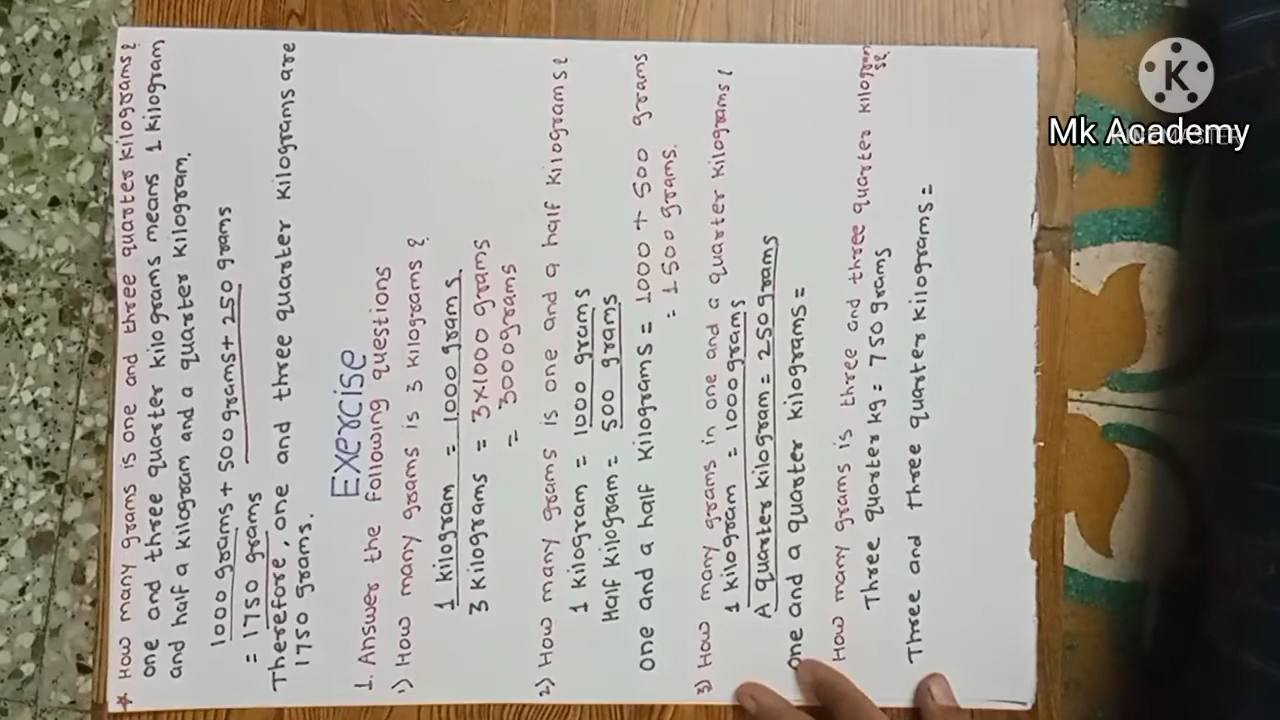 * How many grams is one and three quarter kilograms?
one and three quarter kilograms means 1 kilogram
and half a kilogram and a quarter kilogram.
1000 grams + 500 grams + 250 grams
= 1750 grams
Therefore, one and three quarter kilograms are
1750 grams.
Exercise
1. Answer the following questions
1) How many grams is 3 kilograms?
1 kilogram = 1000 grams
3 kilograms = 3x1000 grams
= 3000 grams
2) How many grams is one and a half kilograms?
1 kilogram = 1000 grams
Half kilogram = 500 grams
one and a half kilograms = 1000 + 500 grams
= 1500 grams.
3) How many grams in one and a quarter kilograms?
1 kilogram = 1000 grams
A quarter kilogram = 250 grams
one and a quarter kilograms =
How many grams is three and three quarter kilograms?
Three quarter kg = 750 grams
Three and three quarter kilograms =
K
Mk Academy
KINEMASTER